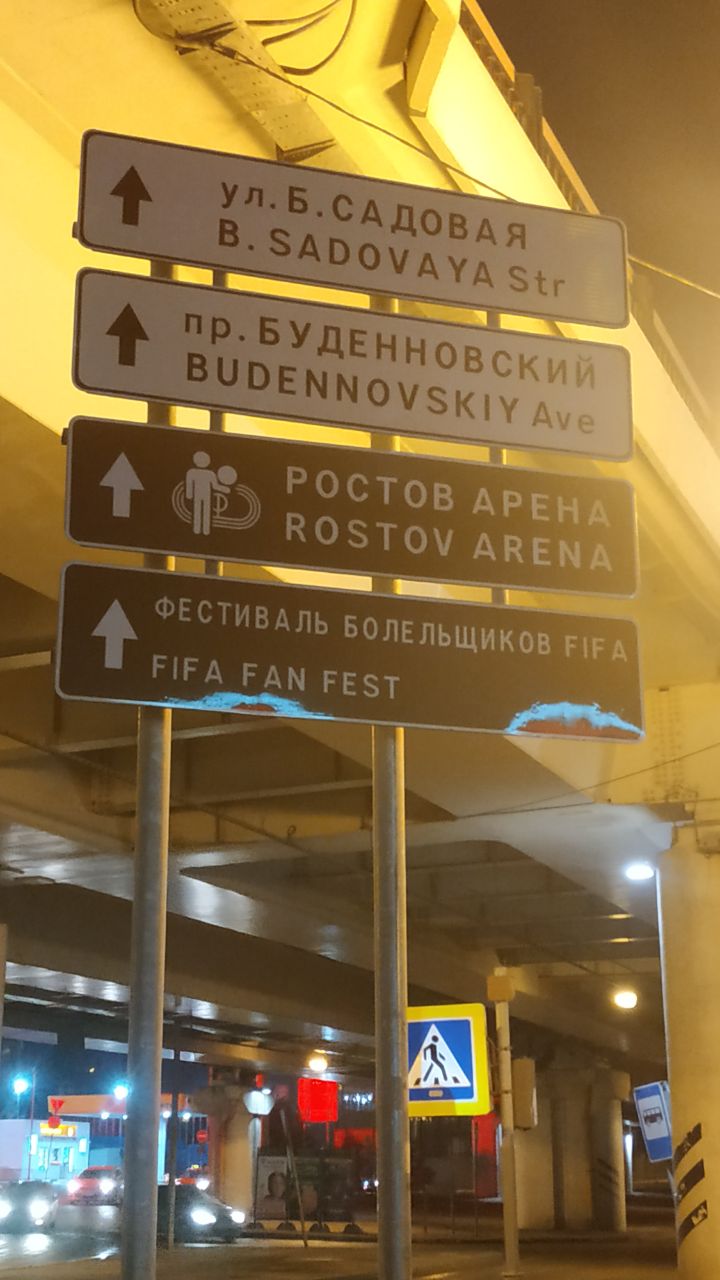 ул. Б. САДОВАЯ
B. SADOVAYA Str
пр. БУДЕННОВСКИЙ
BUDENNOVSKIY Ave
РОСТОВ АРЕНА
ROSTOV ARENA
ФЕСТИВАЛЬ БОЛЕЛЬЩИКОВ FIFA
FIFA FAN FEST